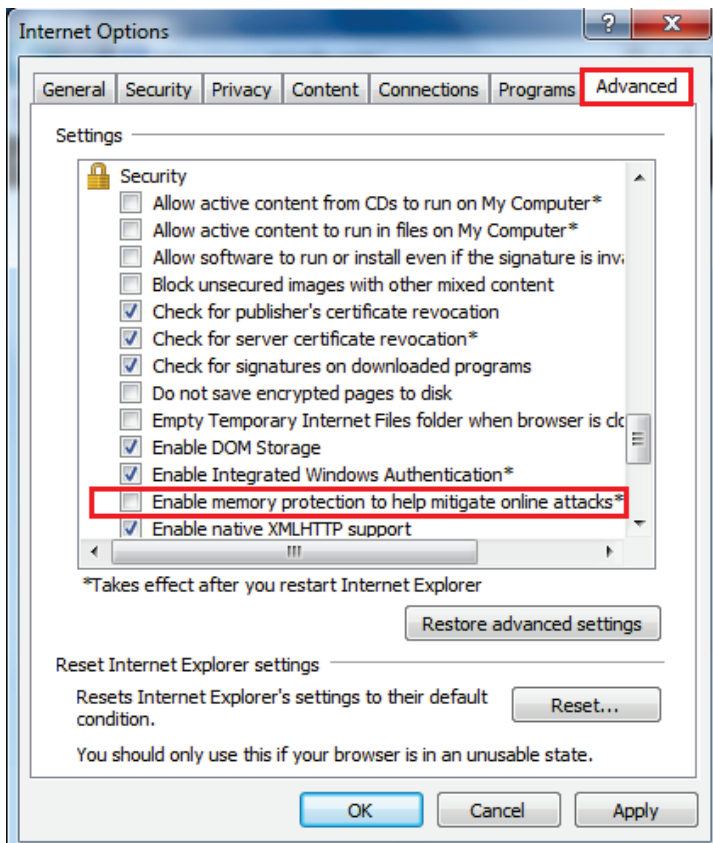 Internet Options
General Security Privacy Content Connections Programs Advanced
Settings
Security
Allow active content from CDs to run on My Computer*
Allow active content to run in files on My Computer*
Allow software to run or install even if the signature is inva
Block unsecured images with other mixed content
Check for publisher's certificate revocation
Check for server certificate revocation*
Check for signatures on downloaded programs
Do not save encrypted pages to disk
Empty Temporary Internet Files folder when browser is clo
Enable DOM Storage
Enable Integrated Windows Authentication*
Enable memory protection to help mitigate online attacks*
Enable native XMLHTTP support
*Takes effect after you restart Internet Explorer
Restore advanced settings
Reset Internet Explorer settings
Resets Internet Explorer's settings to their default
condition.
Reset...
You should only use this if your browser is in an unusable state.
OK Cancel Apply